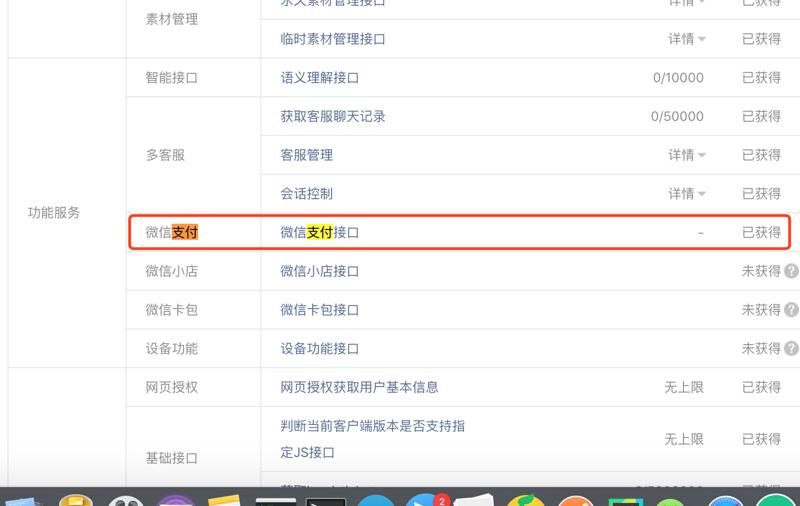 永久素材管理接口 详情 已获得
素材管理
临时素材管理接口 详情 已获得
智能接口 语义理解接口 0/10000 已获得
获取客服聊天记录 0/50000 已获得
多客服 客服管理 详情 已获得
会话控制 详情 已获得
功能服务
微信支付 微信支付接口 - 已获得
微信小店 微信小店接口 未获得 ?
微信卡包 微信卡包接口 未获得 ?
设备功能 设备功能接口 未获得 ?
网页授权 网页授权获取用户基本信息 无上限 已获得
判断当前客户端版本是否支持指
定JS接口 无上限 已获得
基础接口
2